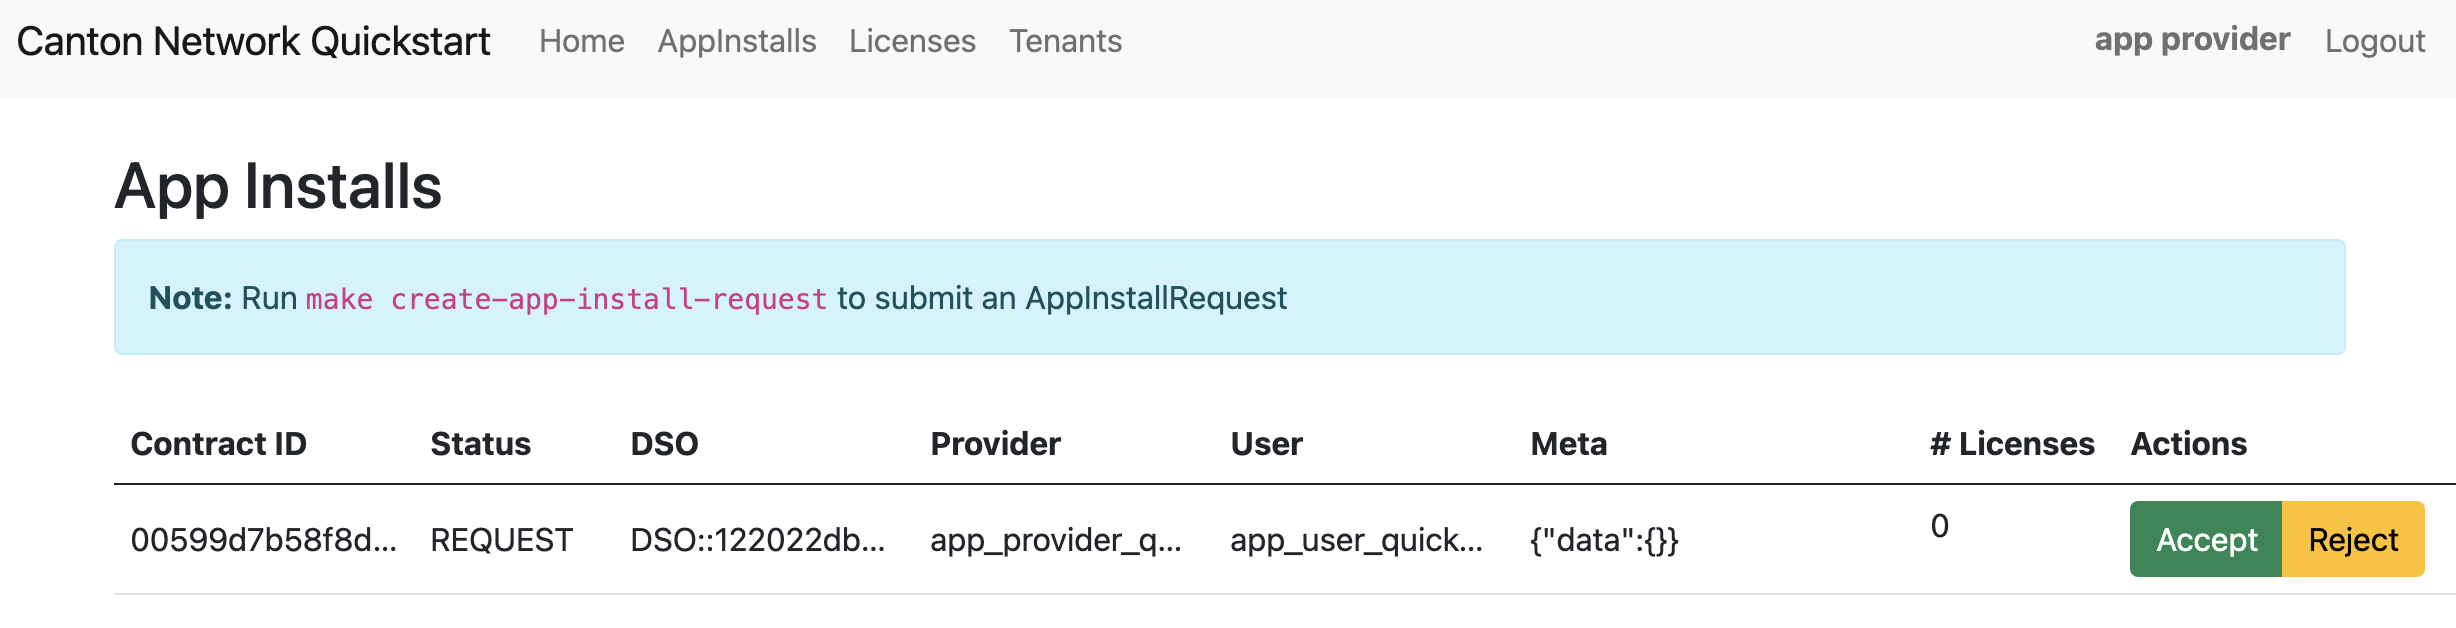 Canton Network Quickstart Home AppInstalls Licenses Tenants app provider Logout
App Installs
Note: Run make create-app-install-request to submit an AppInstallRequest
Contract ID Status DSO Provider User Meta # Licenses Actions
00599d7b58f8d... REQUEST DSO::122022db... app_provider_q... app_user_quick... {"data":{}} 0 Accept Reject